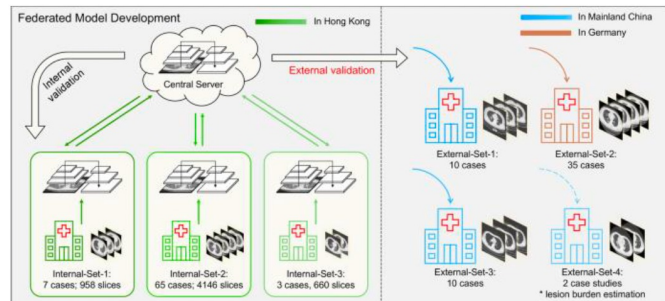 Federated Model Development
In Hong Kong
Internal
validation
Central Server
External validation
Internal-Set-1:
7 cases; 958 slices
Internal-Set-2:
65 cases; 4146 slices
Internal-Set-3:
3 cases, 660 slices
In Mainland China
In Germany
External-Set-1:
10 cases
External-Set-2:
35 cases
External-Set-3:
10 cases
External-Set-4:
2 case studies
* lesion burden estimation